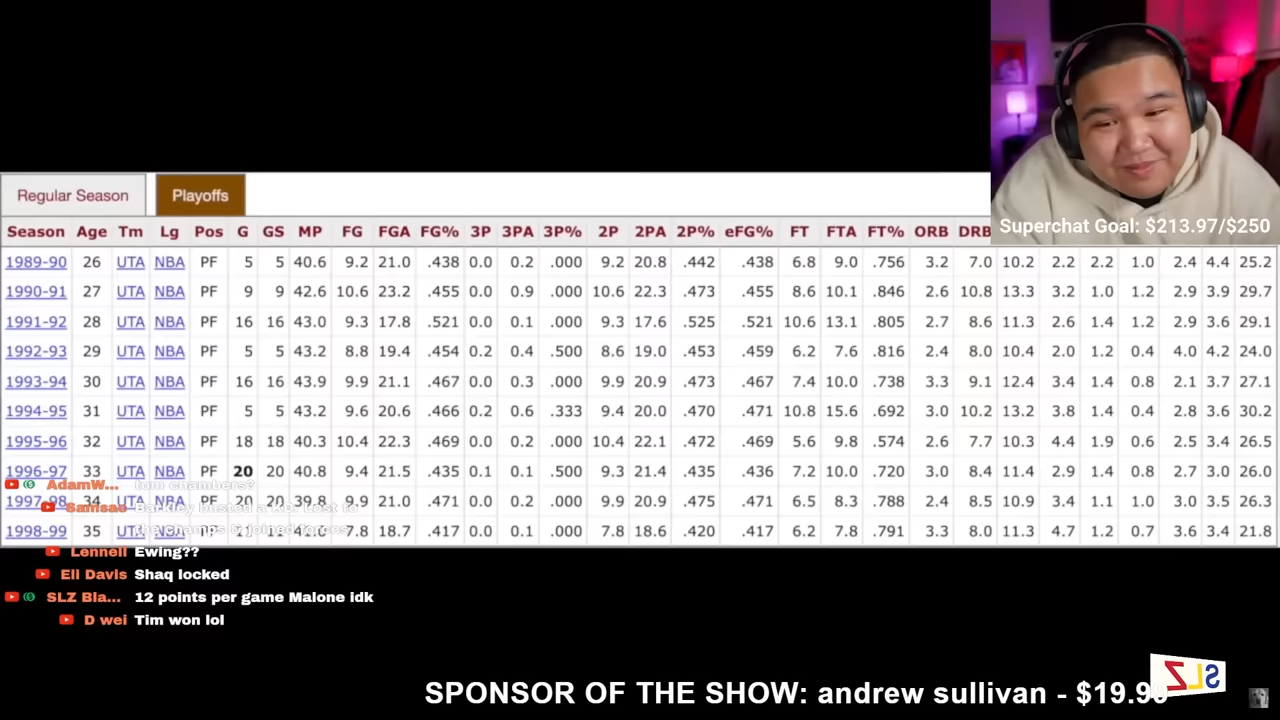 Superchat Goal: $213.97/$250
Regular Season Playoffs
Season Age Tm Lg Pos G GS MP FG FGA FG% 3P 3PA 3P% 2P 2PA 2P% eFG% FT FTA FT% ORB DRB
1989-90 26 UTA NBA PF 5 5 40.6 9.2 21.0 .438 0.0 0.2 .000 9.2 20.8 .442 .438 6.8 9.0 .756 3.2 7.0 10.2 2.2 2.2 1.0 2.4 4.4 25.2
1990-91 27 UTA NBA PF 9 9 42.6 10.6 23.2 .455 0.0 0.9 .000 10.6 22.3 .473 .455 8.6 10.1 .846 2.6 10.8 13.3 3.2 1.0 1.2 2.9 3.9 29.7
1991-92 28 UTA NBA PF 16 16 43.0 9.3 17.8 .521 0.0 0.1 .000 9.3 17.6 .525 .521 10.6 13.1 .805 2.7 8.6 11.3 2.6 1.4 1.2 2.9 3.6 29.1
1992-93 29 UTA NBA PF 5 5 43.2 8.8 19.4 .454 0.2 0.4 .500 8.6 19.0 .453 .459 6.2 7.6 .816 2.4 8.0 10.4 2.0 1.2 0.4 4.0 4.2 24.0
1993-94 30 UTA NBA PF 16 16 43.9 9.9 21.1 .467 0.0 0.3 .000 9.9 20.9 .473 .467 7.4 10.0 .738 3.3 9.1 12.4 3.4 1.4 0.8 2.1 3.7 27.1
1994-95 31 UTA NBA PF 5 5 43.2 9.6 20.6 .466 0.2 0.6 .333 9.4 20.0 .470 .471 10.8 15.6 .692 3.0 10.2 13.2 3.8 1.4 0.4 2.8 3.6 30.2
1995-96 32 UTA NBA PF 18 18 40.3 10.4 22.3 .469 0.0 0.2 .000 10.4 22.1 .472 .469 5.6 9.8 .574 2.6 7.7 10.3 4.4 1.9 0.6 2.5 3.4 26.5
1996-97 33 UTA NBA PF 20 20 40.8 9.4 21.5 .435 0.1 0.1 .500 9.3 21.4 .435 .436 7.2 10.0 .720 3.0 8.4 11.4 2.9 1.4 0.8 2.7 3.0 26.0
AdamW... tom chambers?
1997-98 34 UTA NBA PF 20 20 39.8 9.9 21.0 .471 0.0 0.2 .000 9.9 20.9 .475 .471 6.5 8.3 .788 2.4 8.5 10.9 3.4 1.1 1.0 3.0 3.5 26.3
Samsao Barkley busted a KD. Lost to
the champs & joined forces
1998-99 35 UTA NBA 7.8 18.7 .417 0.0 0.1 .000 7.8 18.6 .420 .417 6.2 7.8 .791 3.3 8.0 11.3 4.7 1.2 0.7 3.6 3.4 21.8
Lennell Ewing??
Eli Davis Shaq locked
SLZ Bla... 12 points per game Malone idk
D wei Tim won lol
SPONSOR OF THE SHOW: andrew sullivan - $19.99
SLZ